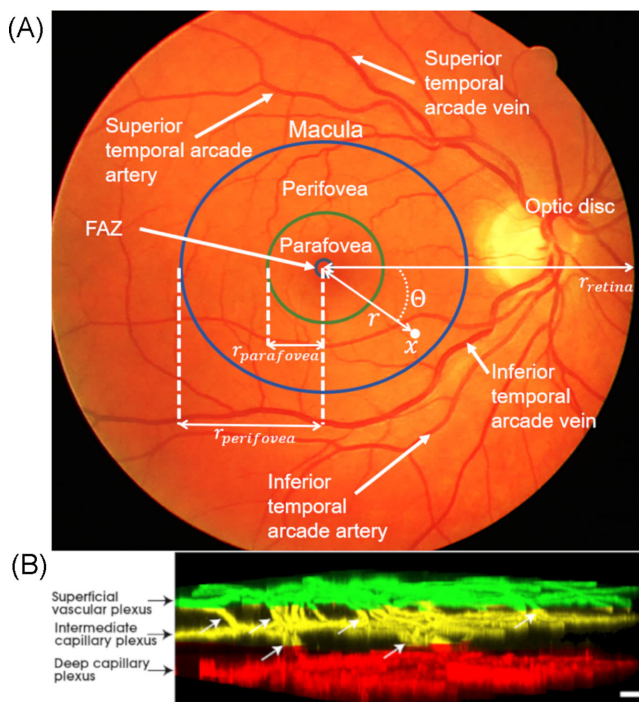 (A)
Superior
temporal
arcade vein
Superior
temporal arcade
artery
Macula
Perifovea
Optic disc
FAZ
Parafovea
r_retina
Θ
r
x
r_parafovea
r_perifovea
Inferior
temporal
arcade vein
Inferior
temporal
arcade artery
(B)
Superficial
vascular plexus
Intermediate
capillary plexus
Deep capillary
plexus